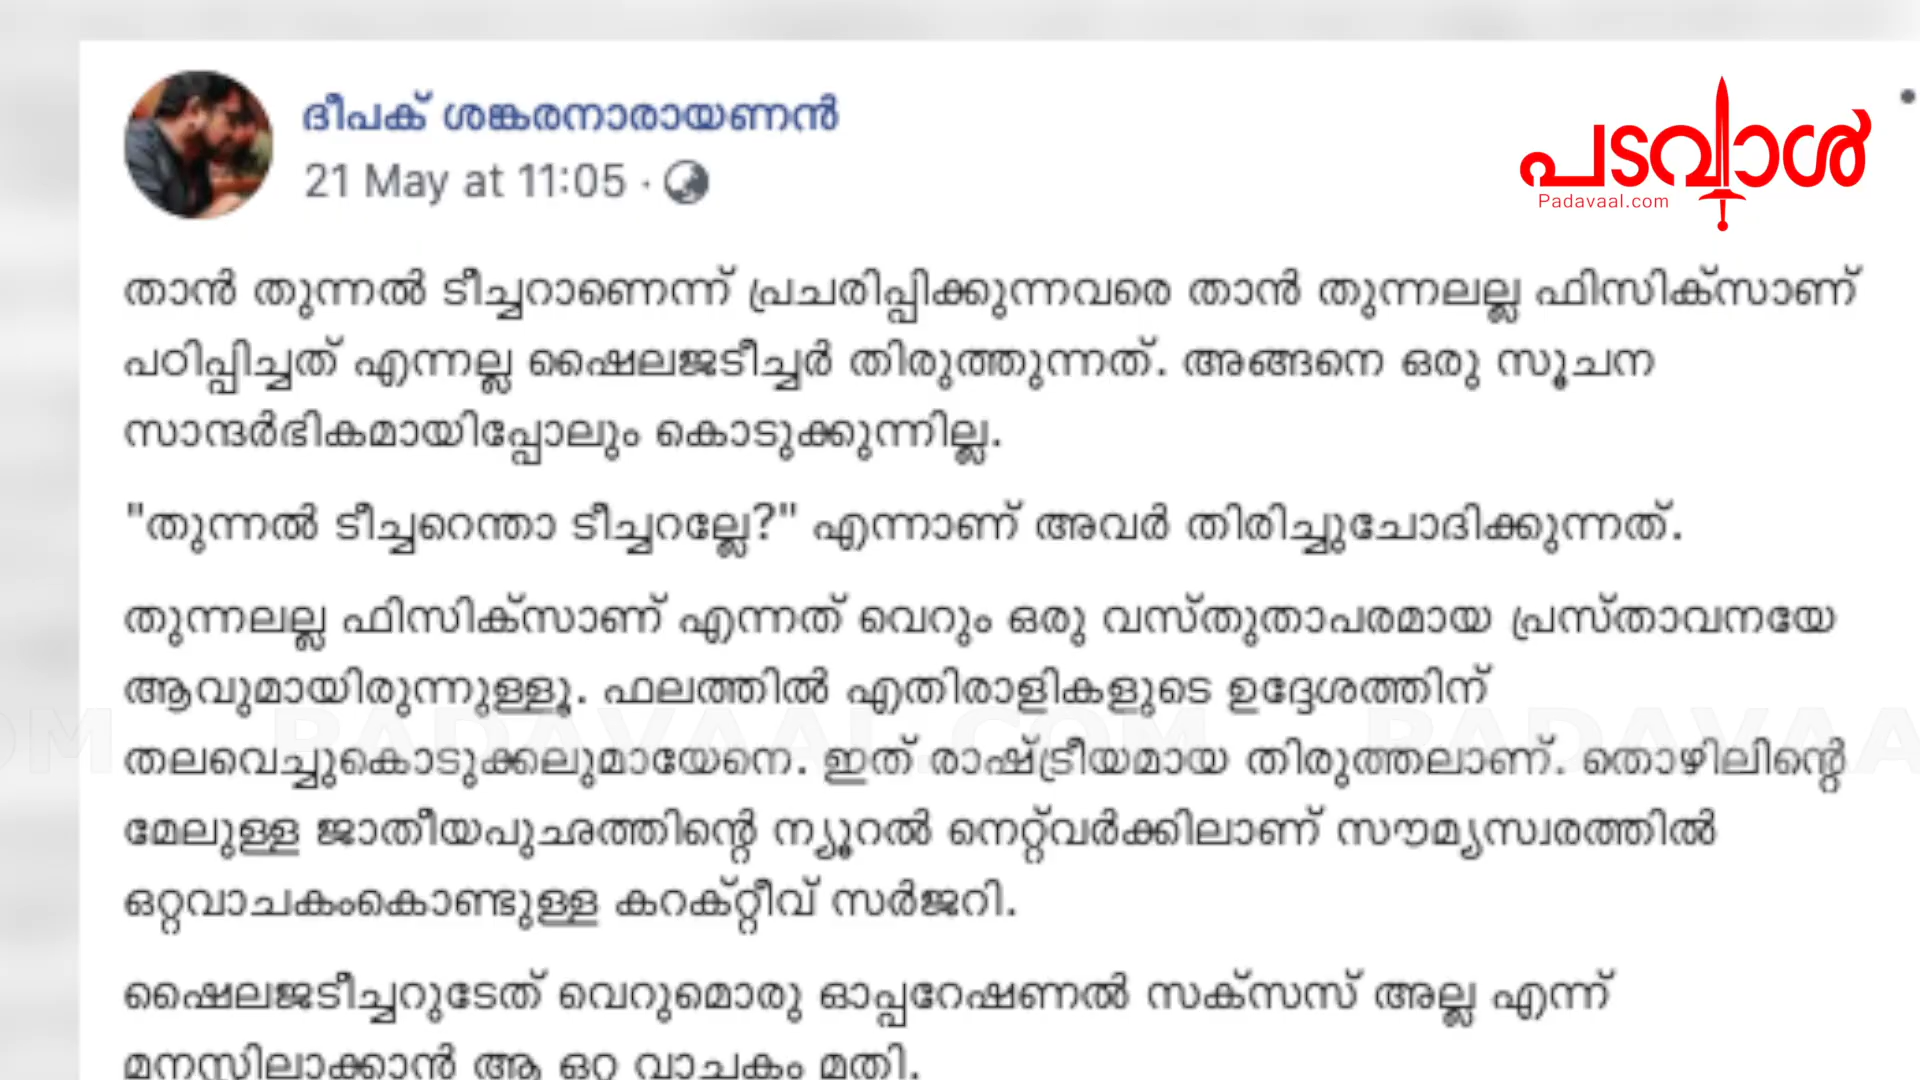 ദീപക് ശങ്കരനാരായണൻ
21 May at 11:05 ·
പടവാൾ
Padavaal.com
താൻ തുന്നൽ ടീച്ചറാണെന്ന് പ്രചരിപ്പിക്കുന്നവരെ താൻ തുന്നലല്ല ഫിസിക്സാണ്
പഠിപ്പിച്ചത് എന്നല്ല ഷൈലജടീച്ചർ തിരുത്തുന്നത്. അങ്ങനെ ഒരു സൂചന
സാന്ദർഭികമായിപ്പോലും കൊടുക്കുന്നില്ല.
"തുന്നൽ ടീച്ചറെന്താ ടീച്ചറല്ലേ?" എന്നാണ് അവർ തിരിച്ചുചോദിക്കുന്നത്.
തുന്നലല്ല ഫിസിക്സാണ് എന്നത് വെറും ഒരു വസ്തുതാപരമായ പ്രസ്താവനയേ
ആവുമായിരുന്നുള്ളൂ. ഫലത്തിൽ എതിരാളികളുടെ ഉദ്ദേശത്തിന്
തലവെച്ചുകൊടുക്കലുമായേനെ. ഇത് രാഷ്ട്രീയമായ തിരുത്തലാണ്. തൊഴിലിന്റെ
മേലുള്ള ജാതീയപുച്ഛത്തിന്റെ ന്യൂറൽ നെറ്റ്‌വർക്കിലാണ് സൗമ്യസ്വരത്തിൽ
ഒറ്റവാചകംകൊണ്ടുള്ള കറക്റ്റീവ് സർജറി.
PADAVAAL.COM
ഷൈലജടീച്ചറുടേത് വെറുമൊരു ഓപ്പറേഷണൽ സക്സസ് അല്ല എന്ന്
മനസ്സിലാക്കാൻ ആ ഒറ്റ വാചകം മതി.